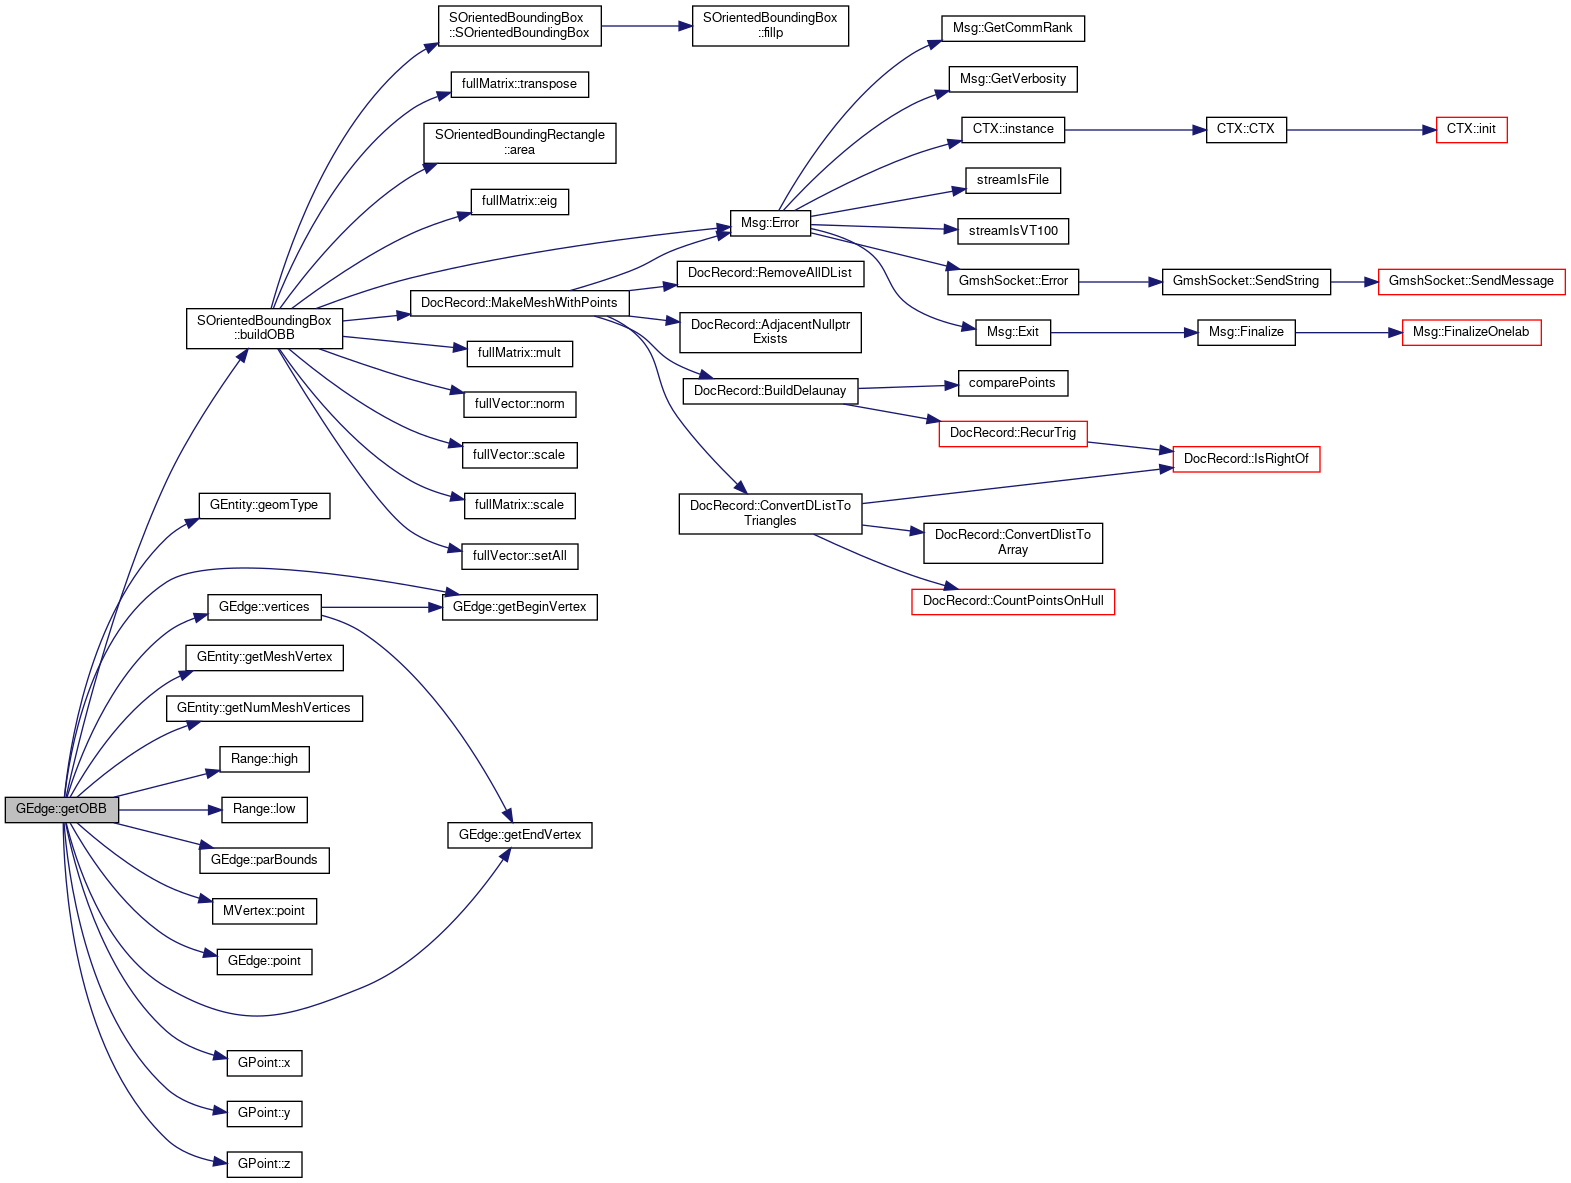 SOrientedBoundingBox
::SOrientedBoundingBox
SOrientedBoundingBox
::fillp
Msg::GetCommRank
fullMatrix::transpose
Msg::GetVerbosity
SOrientedBoundingRectangle
::area
CTX::instance
CTX::CTX
CTX::init
streamIsFile
fullMatrix::eig
Msg::Error
streamIsVT100
DocRecord::RemoveAllDList
GmshSocket::Error
GmshSocket::SendString
GmshSocket::SendMessage
DocRecord::MakeMeshWithPoints
SOrientedBoundingBox
::buildOBB
DocRecord::AdjacentNullptr
Exists
Msg::Exit
Msg::Finalize
Msg::FinalizeOnelab
fullMatrix::mult
DocRecord::BuildDelaunay
comparePoints
fullVector::norm
DocRecord::RecurTrig
fullVector::scale
DocRecord::IsRightOf
GEntity::geomType
fullMatrix::scale
DocRecord::ConvertDListTo
Triangles
DocRecord::ConvertDlistTo
Array
fullVector::setAll
GEdge::vertices
GEdge::getBeginVertex
DocRecord::CountPointsOnHull
GEntity::getMeshVertex
GEntity::getNumMeshVertices
Range::high
GEdge::getOBB
Range::low
GEdge::getEndVertex
GEdge::parBounds
MVertex::point
GEdge::point
GPoint::x
GPoint::y
GPoint::z